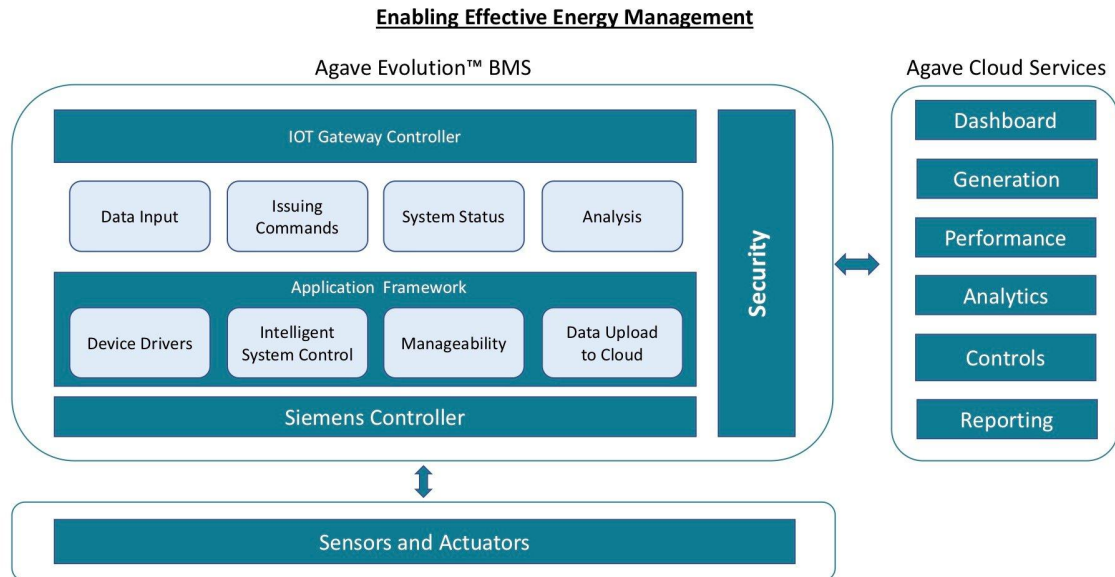 Enabling Effective Energy Management
Agave Evolution™ BMS
IOT Gateway Controller
Data Input
Issuing
Commands
System Status
Analysis
Application Framework
Device Drivers
Intelligent
System Control
Manageability
Data Upload
to Cloud
Siemens Controller
Security
Agave Cloud Services
Dashboard
Generation
Performance
Analytics
Controls
Reporting
Sensors and Actuators